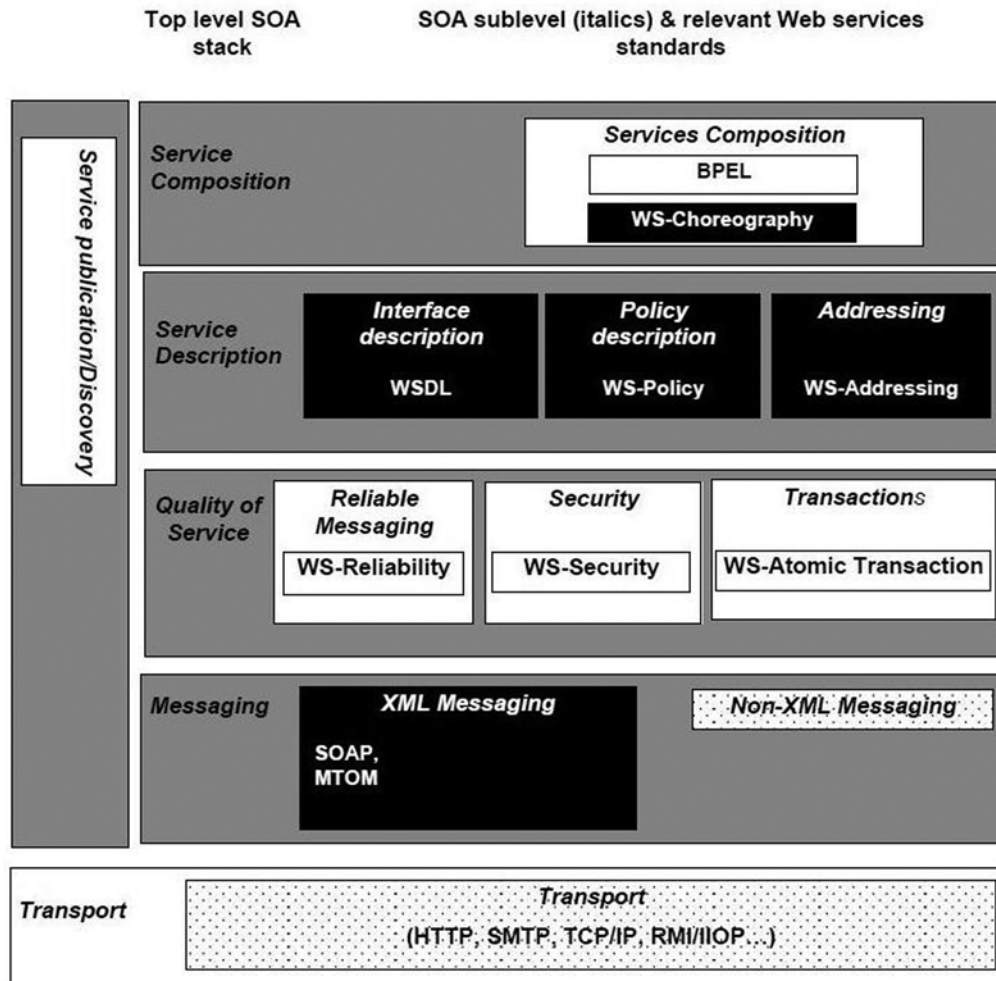 Top level SOA
stack
SOA sublevel (italics) & relevant Web services
standards
Service publication/Discovery
Service
Composition
Services Composition
BPEL
WS-Choreography
Service
Description
Interface
description
WSDL
Policy
description
WS-Policy
Addressing
WS-Addressing
Quality of
Service
Reliable
Messaging
WS-Reliability
Security
WS-Security
Transactions
WS-Atomic Transaction
Messaging
XML Messaging
SOAP,
MTOM
Non-XML Messaging
Transport
Transport
(HTTP, SMTP, TCP/IP, RMI/IIOP…)